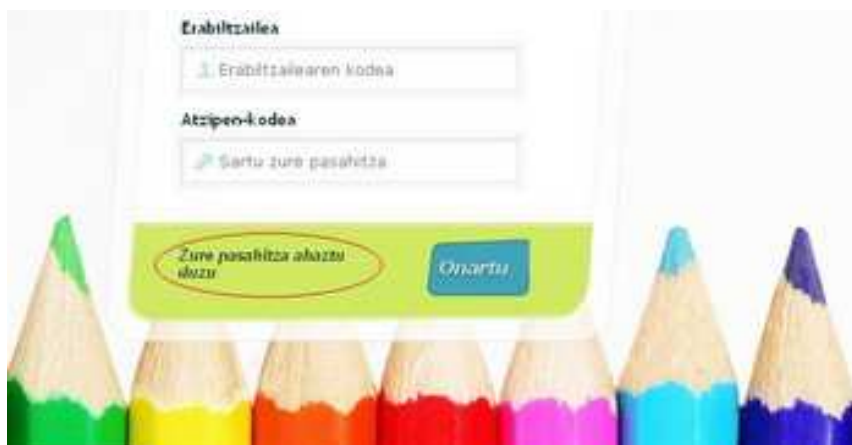 Erabiltzailea
Erabiltzailearen kodea
Atzipen-kodea
Sartu zure pasahitza
Zure pasahitza ahaztu
duzu
Onartu